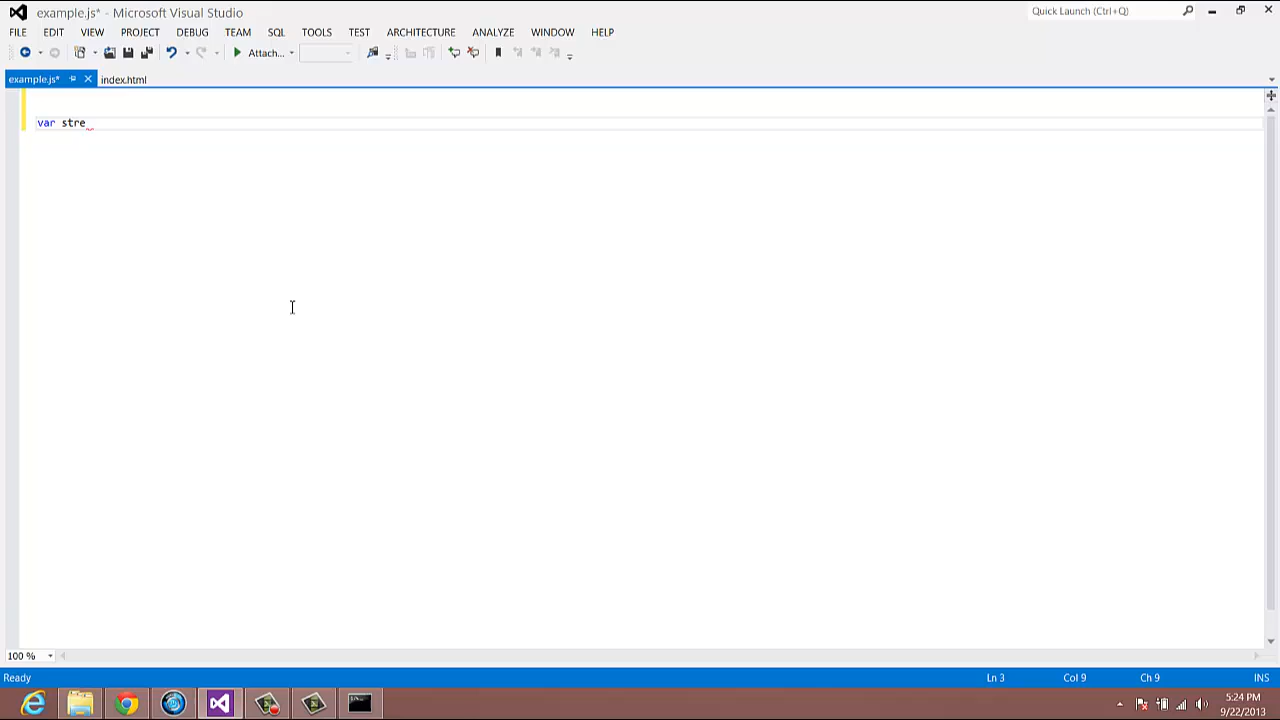 example.js* - Microsoft Visual Studio
Quick Launch (Ctrl+Q)
FILE EDIT VIEW PROJECT DEBUG TEAM SQL TOOLS TEST ARCHITECTURE ANALYZE WINDOW HELP
Attach...
example.js* index.html
var stre
100 %
Ready Ln 3 Col 9 Ch 9 INS
5:24 PM
9/22/2013